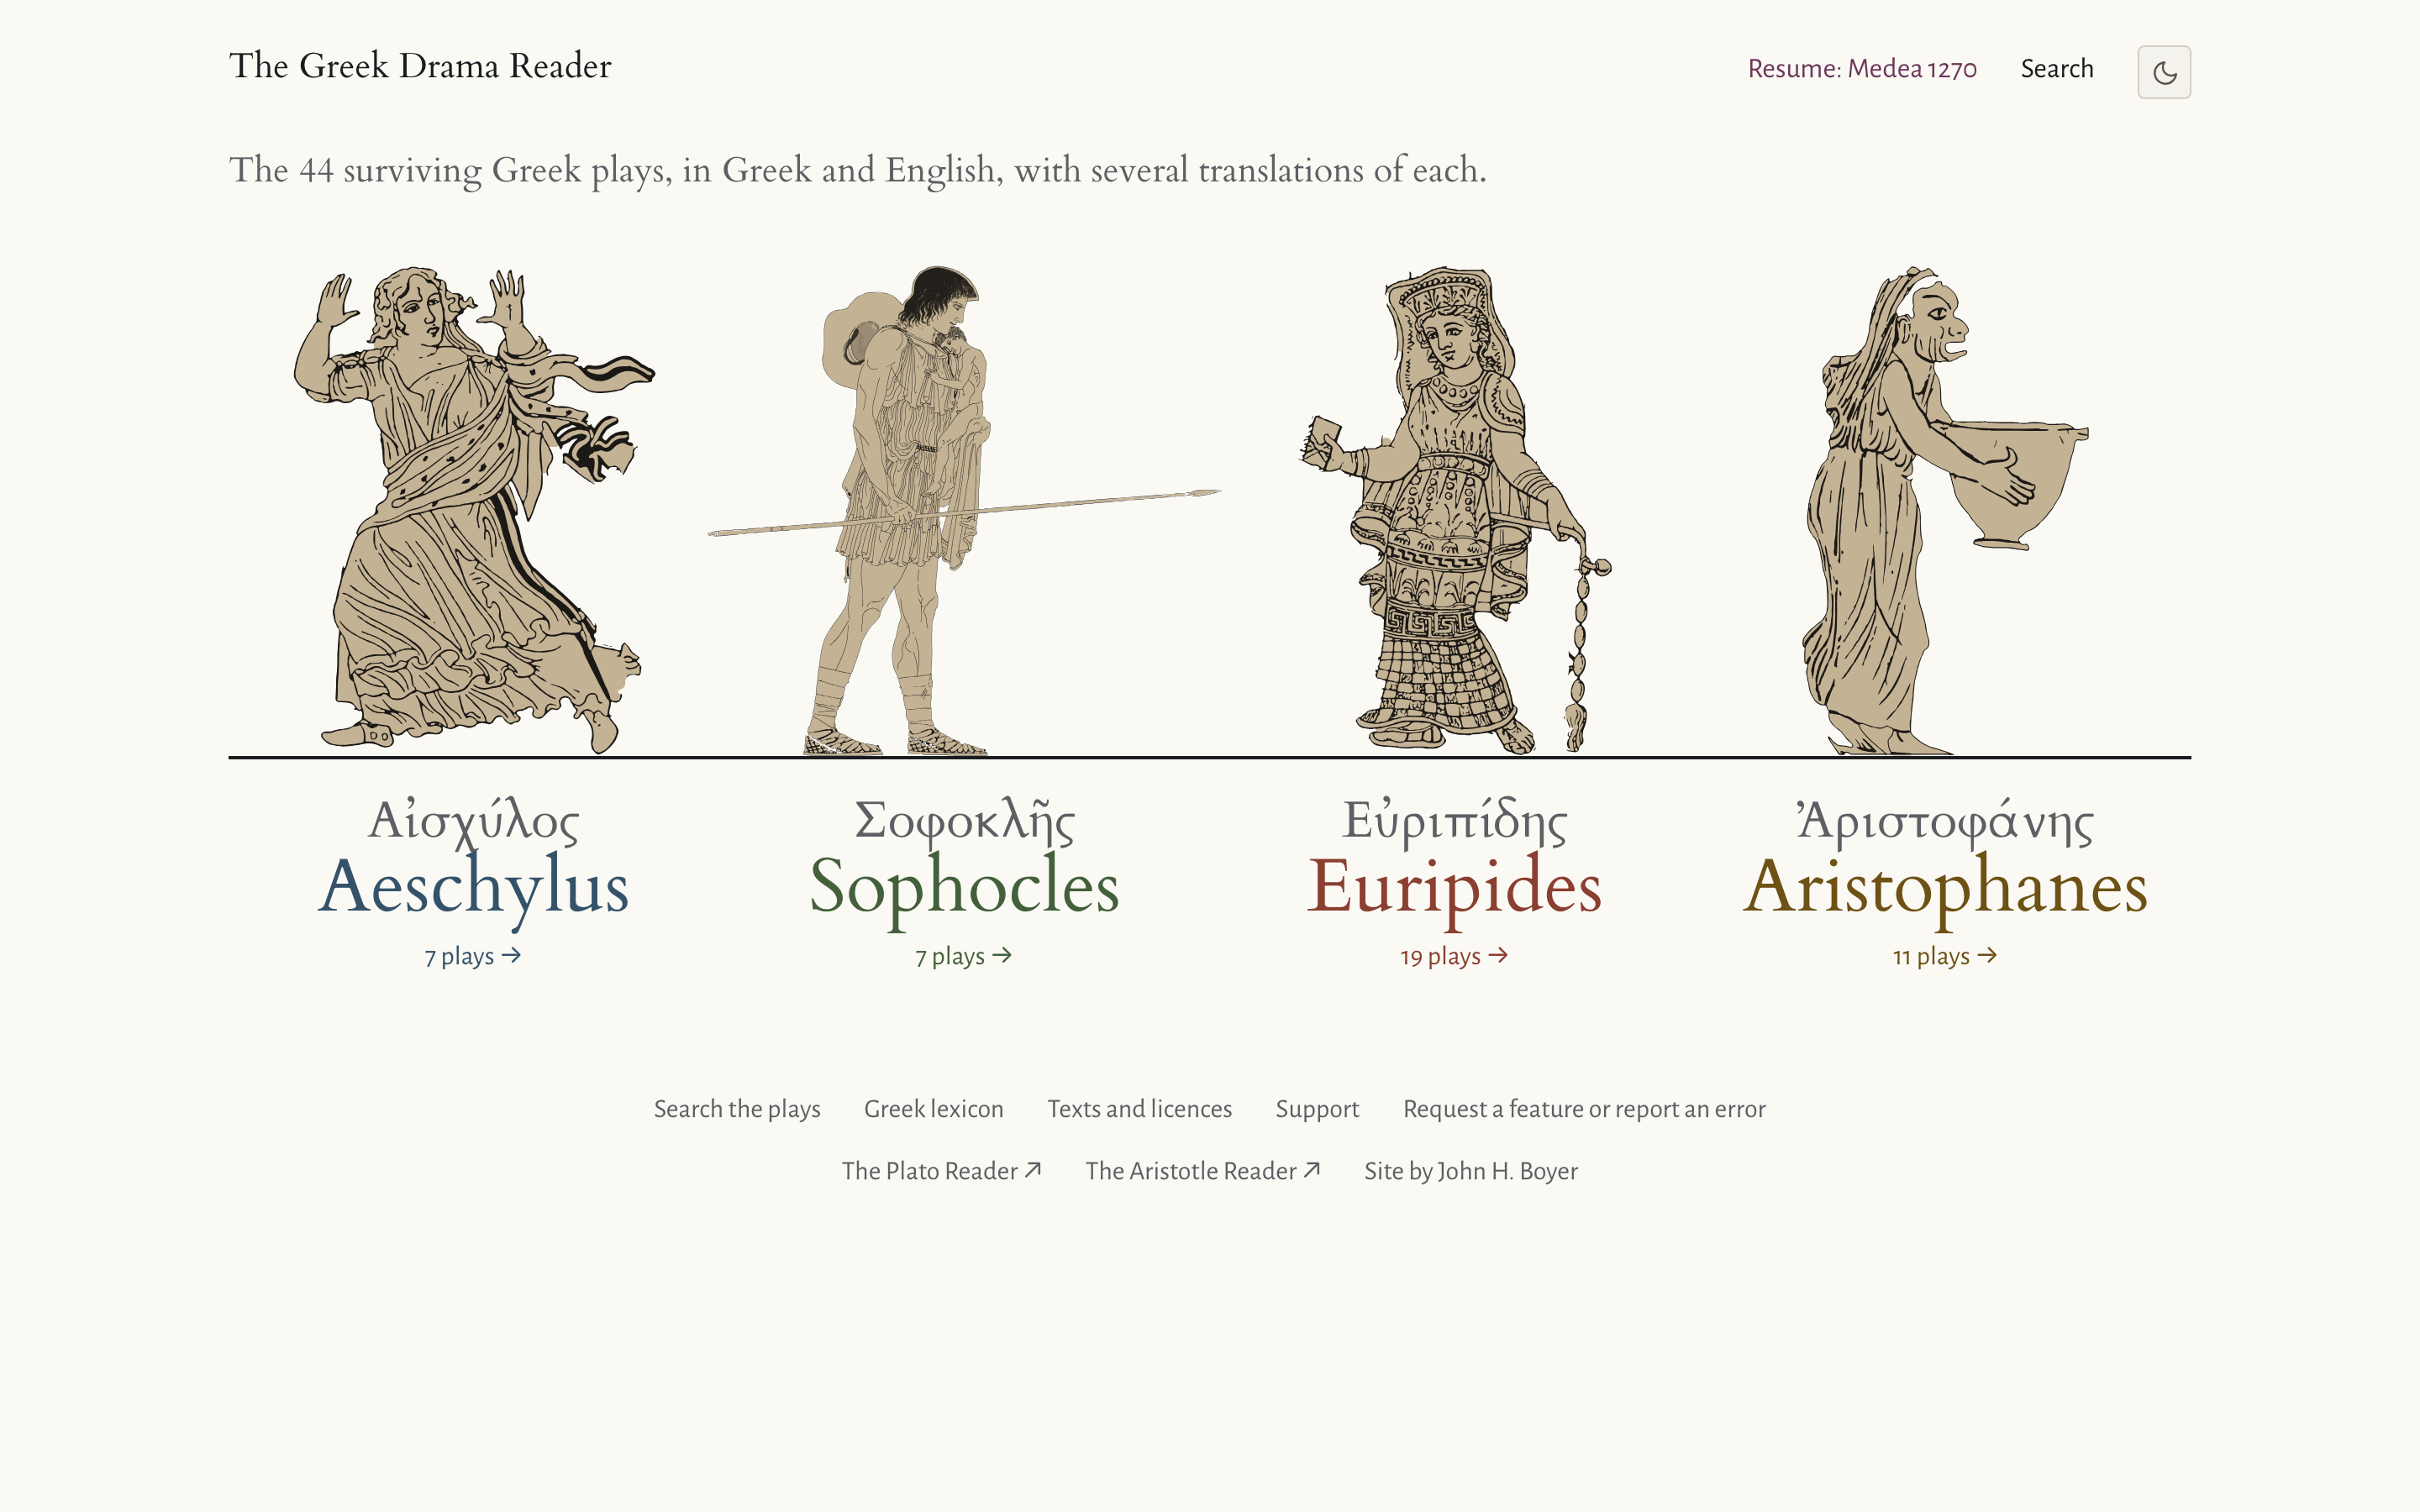 The Greek Drama Reader
Resume: Medea 1270
Search
The 44 surviving Greek plays, in Greek and English, with several translations of each.
Αἰσχύλος
Aeschylus
7 plays →
Σοφοκλῆς
Sophocles
7 plays →
Εὐριπίδης
Euripides
19 plays →
Ἀριστοφάνης
Aristophanes
11 plays →
Search the plays
Greek lexicon
Texts and licences
Support
Request a feature or report an error
The Plato Reader ↗
The Aristotle Reader ↗
Site by John H. Boyer